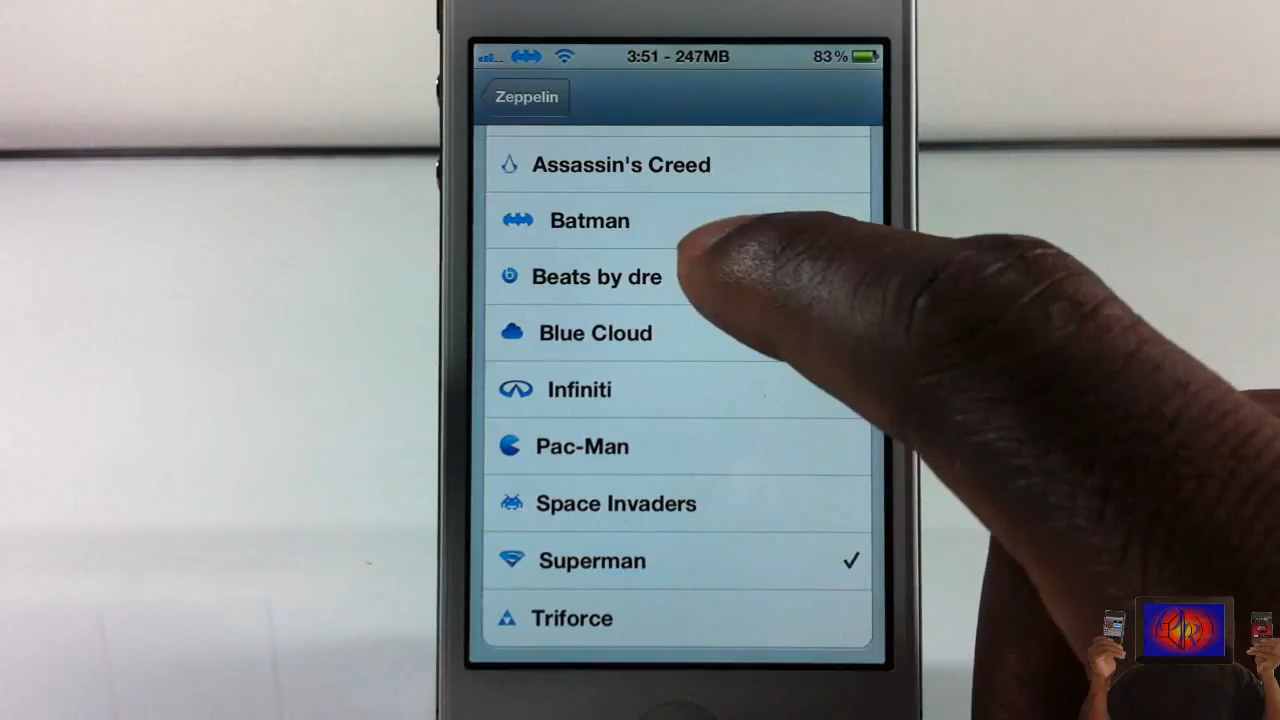 3:51 - 247MB
83%
Zeppelin
Assassin's Creed
Batman
Beats by dre
Blue Cloud
Infiniti
Pac-Man
Space Invaders
Superman
Triforce